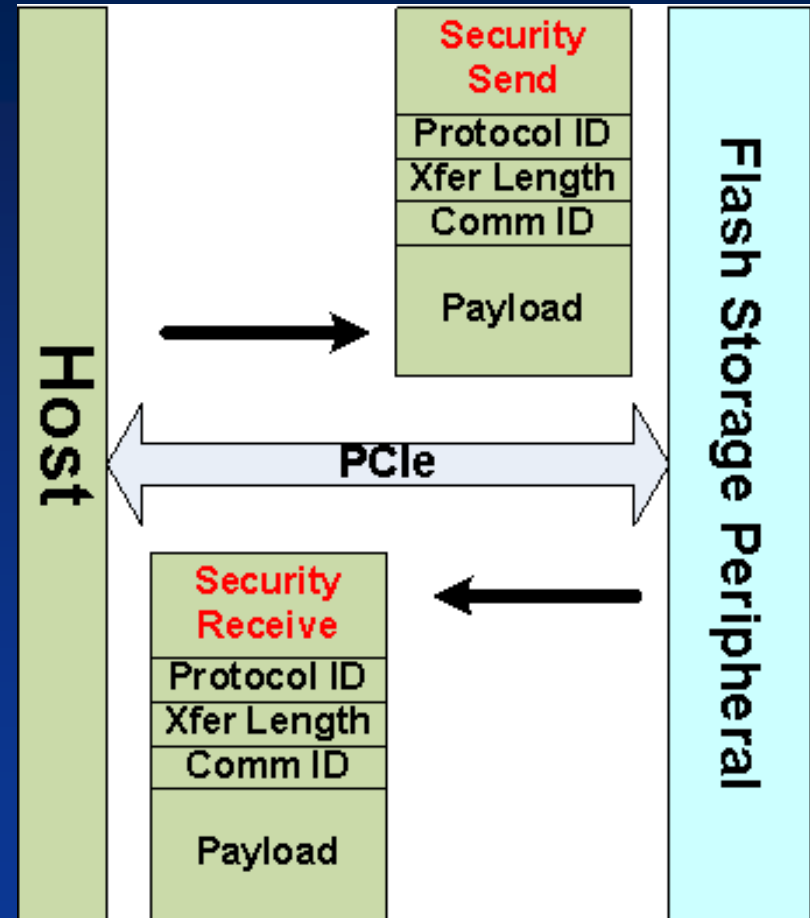 Host
Security
Send
Protocol ID
Xfer Length
Comm ID
Payload
PCIe
Security
Receive
Protocol ID
Xfer Length
Comm ID
Payload
Flash Storage Peripheral